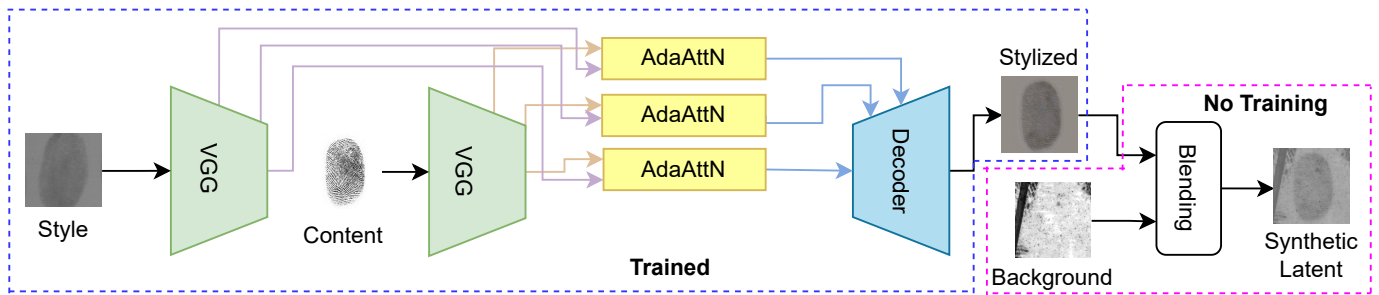 Style
VGG
Content
VGG
AdaAttN
AdaAttN
AdaAttN
Decoder
Stylized
Trained
No Training
Background
Blending
Synthetic
Latent